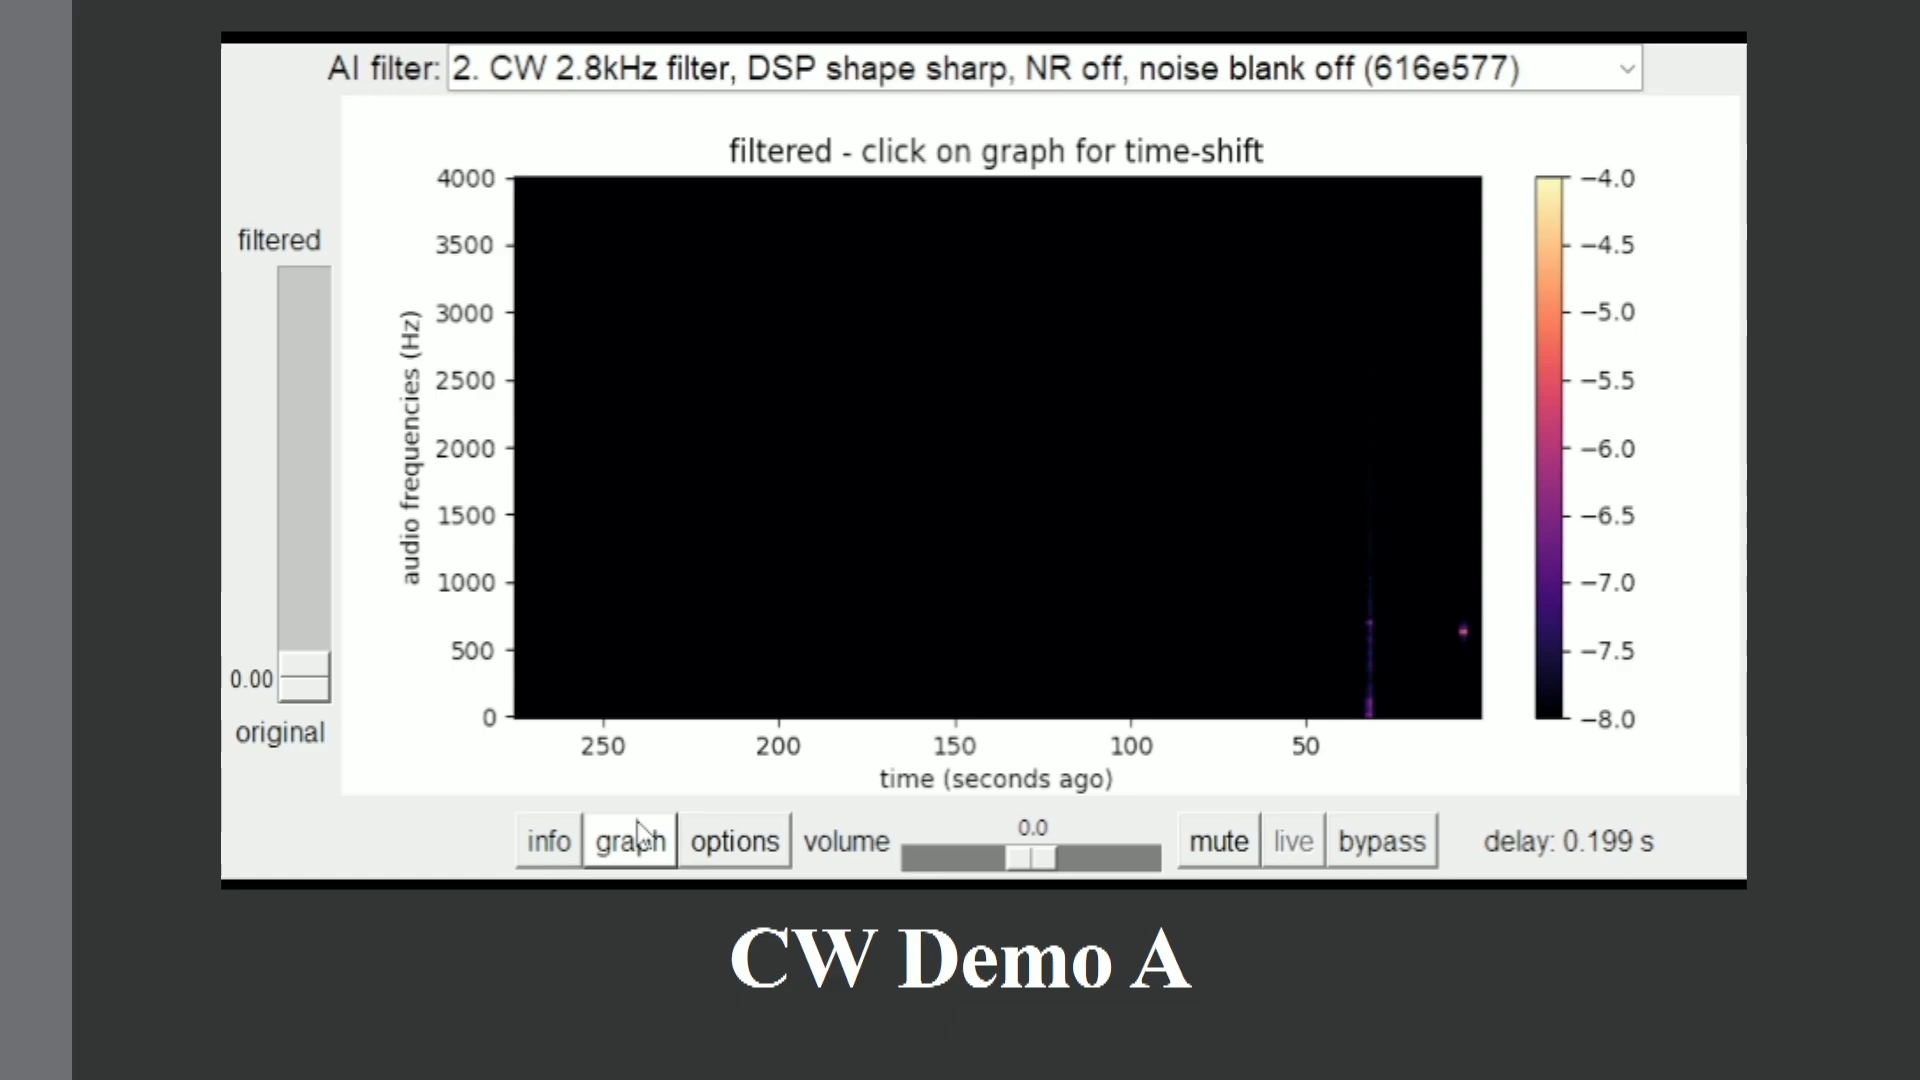 AI filter: 2. CW 2.8kHz filter, DSP shape sharp, NR off, noise blank off (616e577)
filtered - click on graph for time-shift
filtered
0.00
original
audio frequencies (Hz)
4000
3500
3000
2500
2000
1500
1000
500
0
250 200 150 100 50
time (seconds ago)
−4.0
−4.5
−5.0
−5.5
−6.0
−6.5
−7.0
−7.5
−8.0
info graph options volume 0.0 mute live bypass delay: 0.199 s
CW Demo A